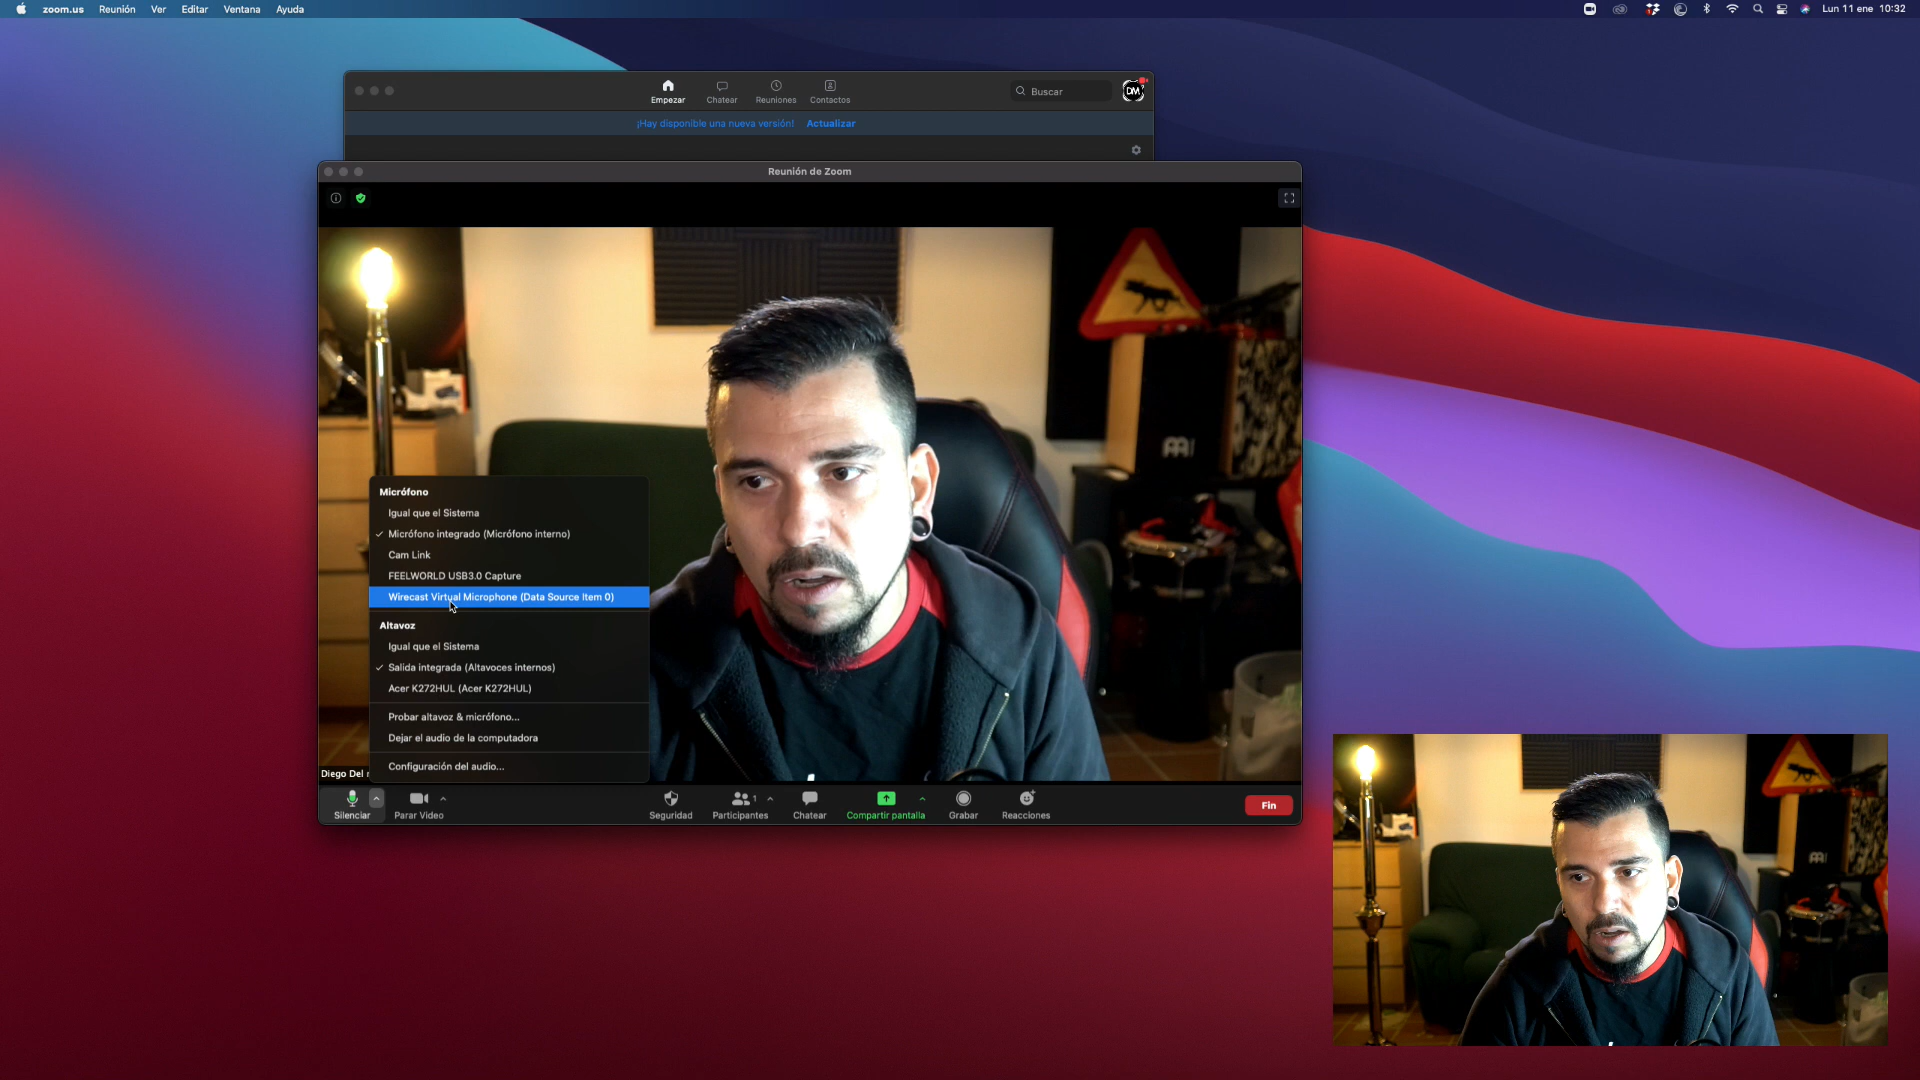 zoom.us Reunión Ver Editar Ventana Ayuda
Lun 11 ene 10:32
Empezar Chatear Reuniones Contactos
Buscar
DM
¡Hay disponible una nueva versión! Actualizar
Reunión de Zoom
Micrófono
Igual que el Sistema
✓ Micrófono integrado (Micrófono interno)
Cam Link
FEELWORLD USB3.0 Capture
Wirecast Virtual Microphone (Data Source Item 0)
Altavoz
Igual que el Sistema
✓ Salida integrada (Altavoces internos)
Acer K272HUL (Acer K272HUL)
Probar altavoz & micrófono...
Dejar el audio de la computadora
Configuración del audio...
Diego Del
Silenciar Parar Video Seguridad Participantes 1 Chatear Compartir pantalla Grabar Reacciones Fin